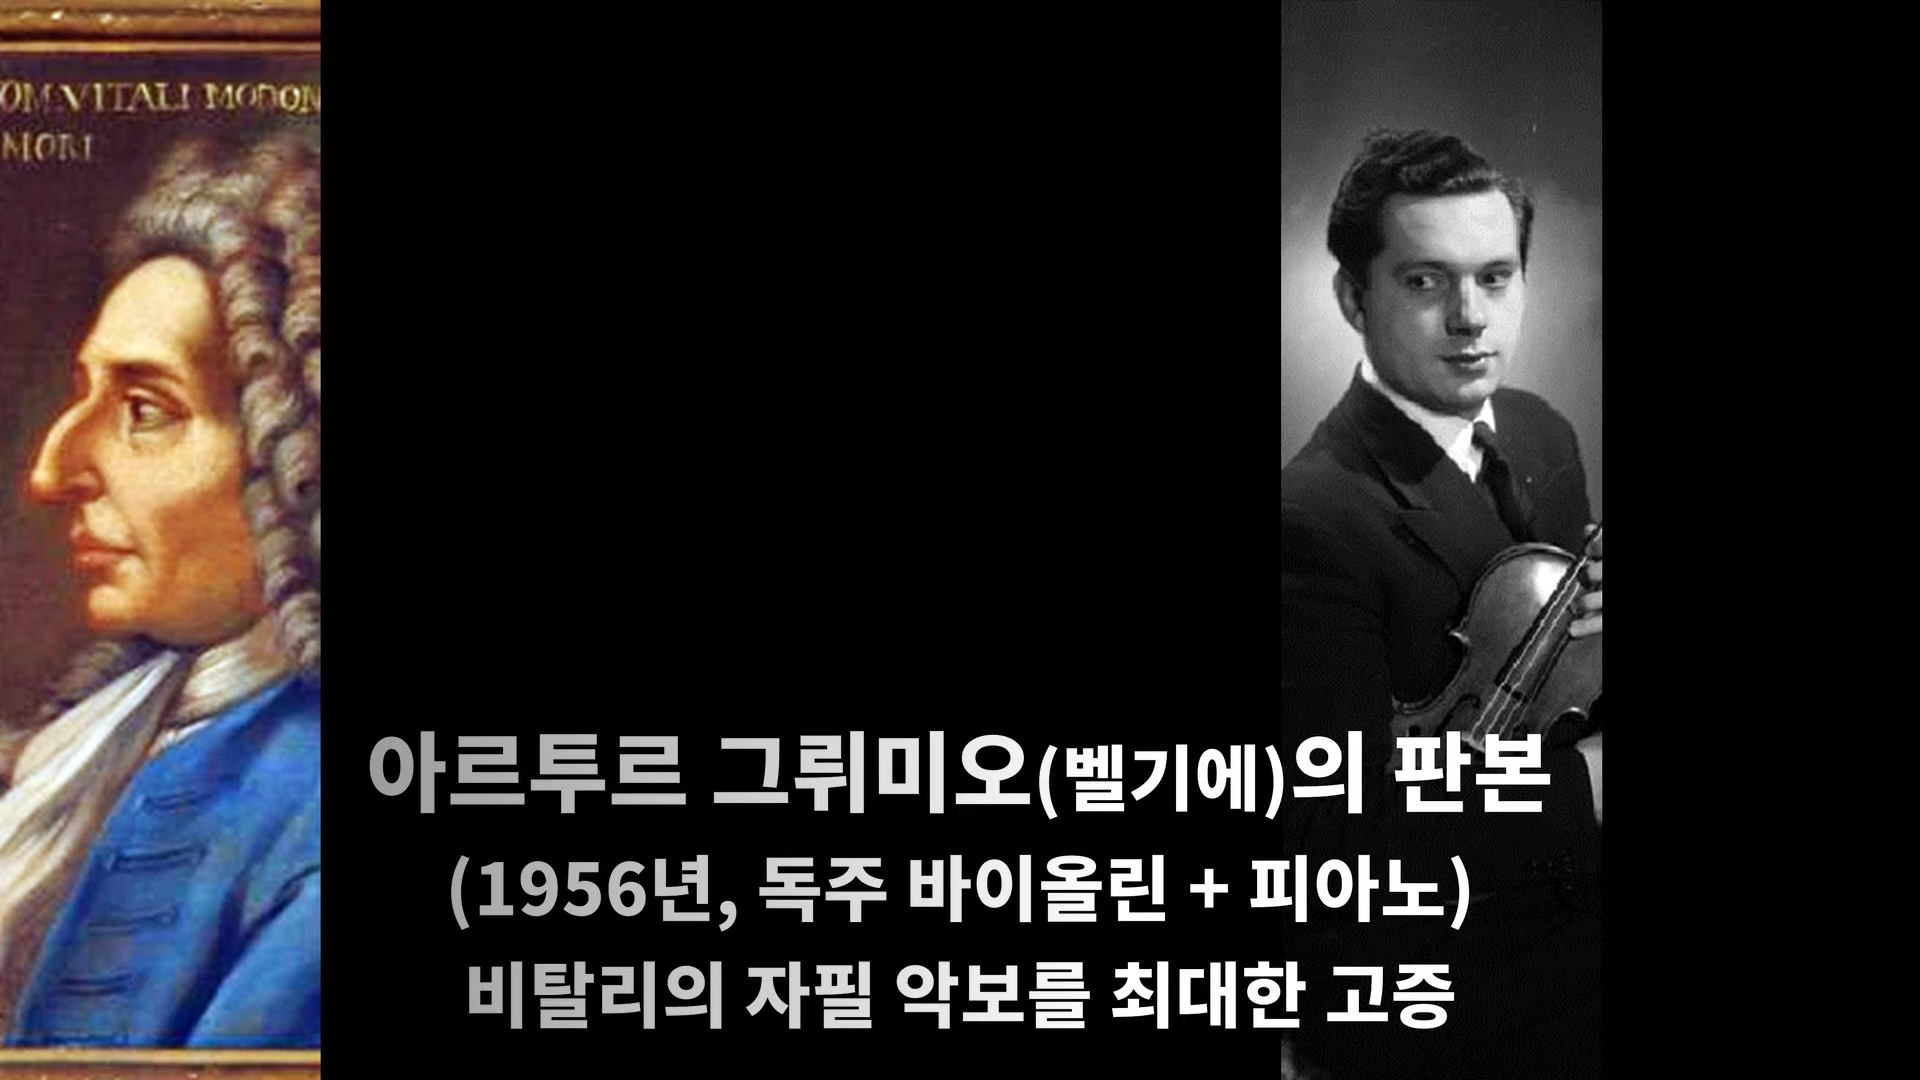 OM VITALI MODON
MORI
아르투르 그뤼미오(벨기에)의 판본
(1956년, 독주 바이올린 + 피아노)
비탈리의 자필 악보를 최대한 고증